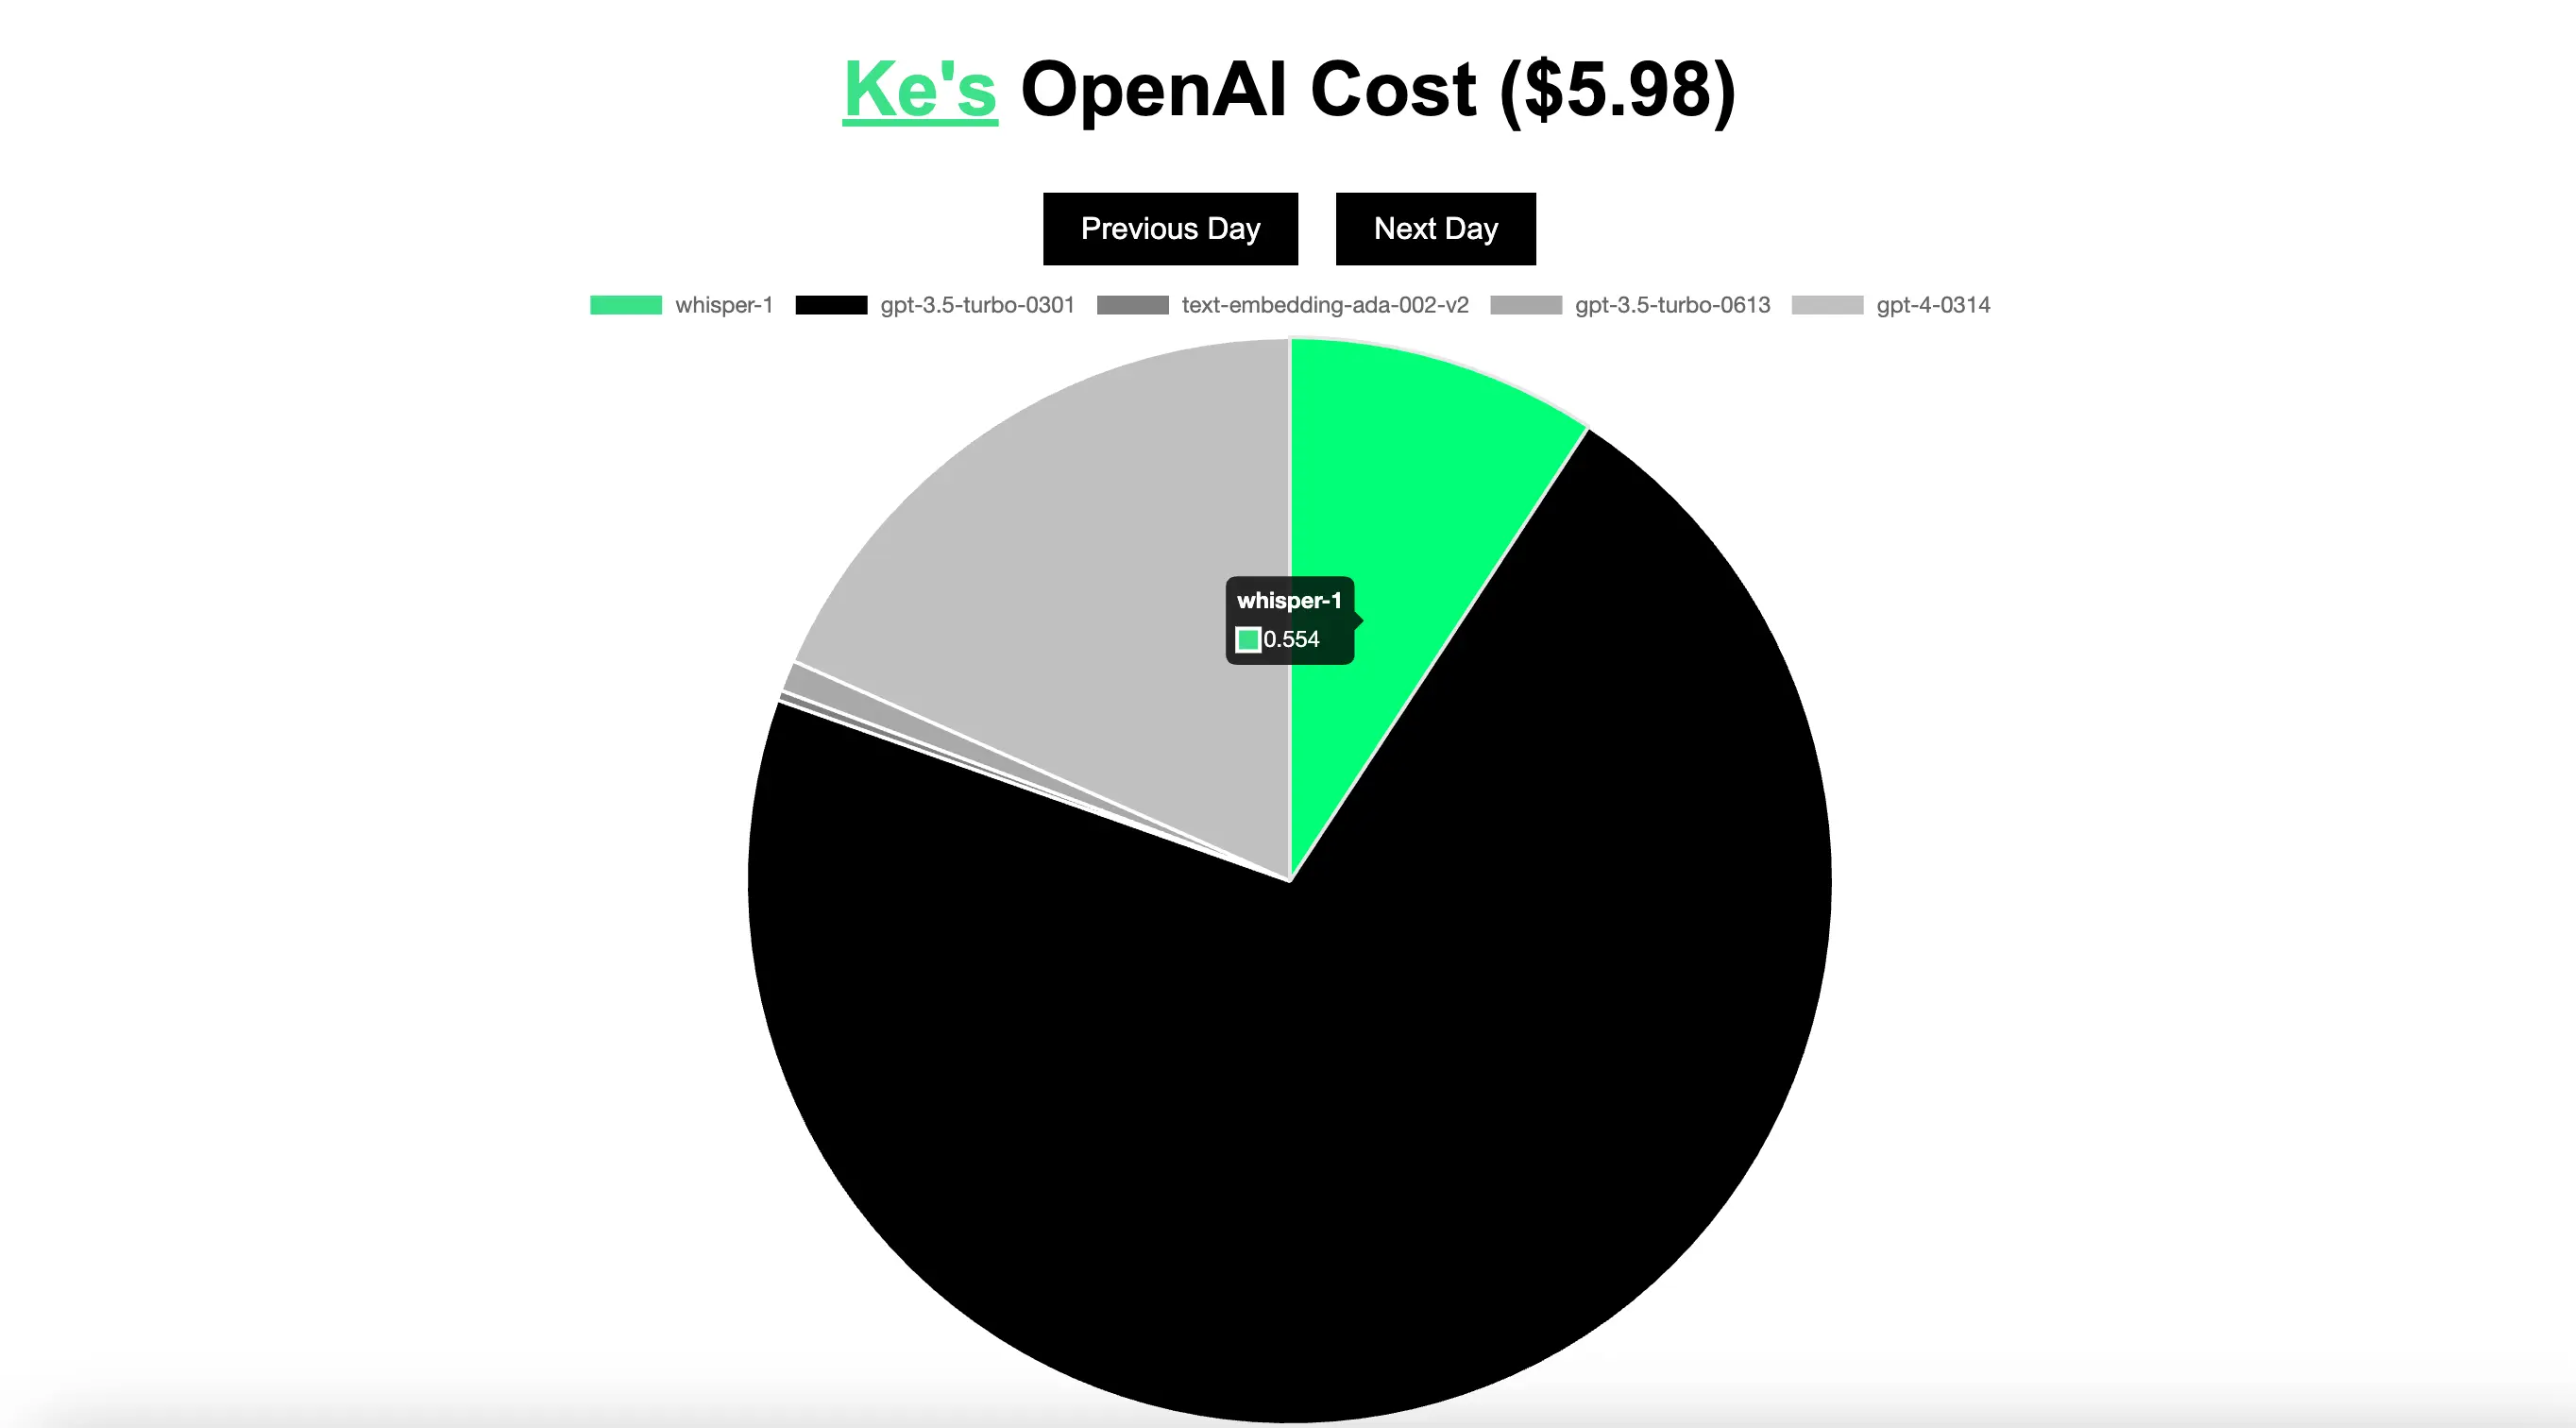 Ke's OpenAI Cost ($5.98)
Previous Day Next Day
whisper-1 gpt-3.5-turbo-0301 text-embedding-ada-002-v2 gpt-3.5-turbo-0613 gpt-4-0314
whisper-1
0.554